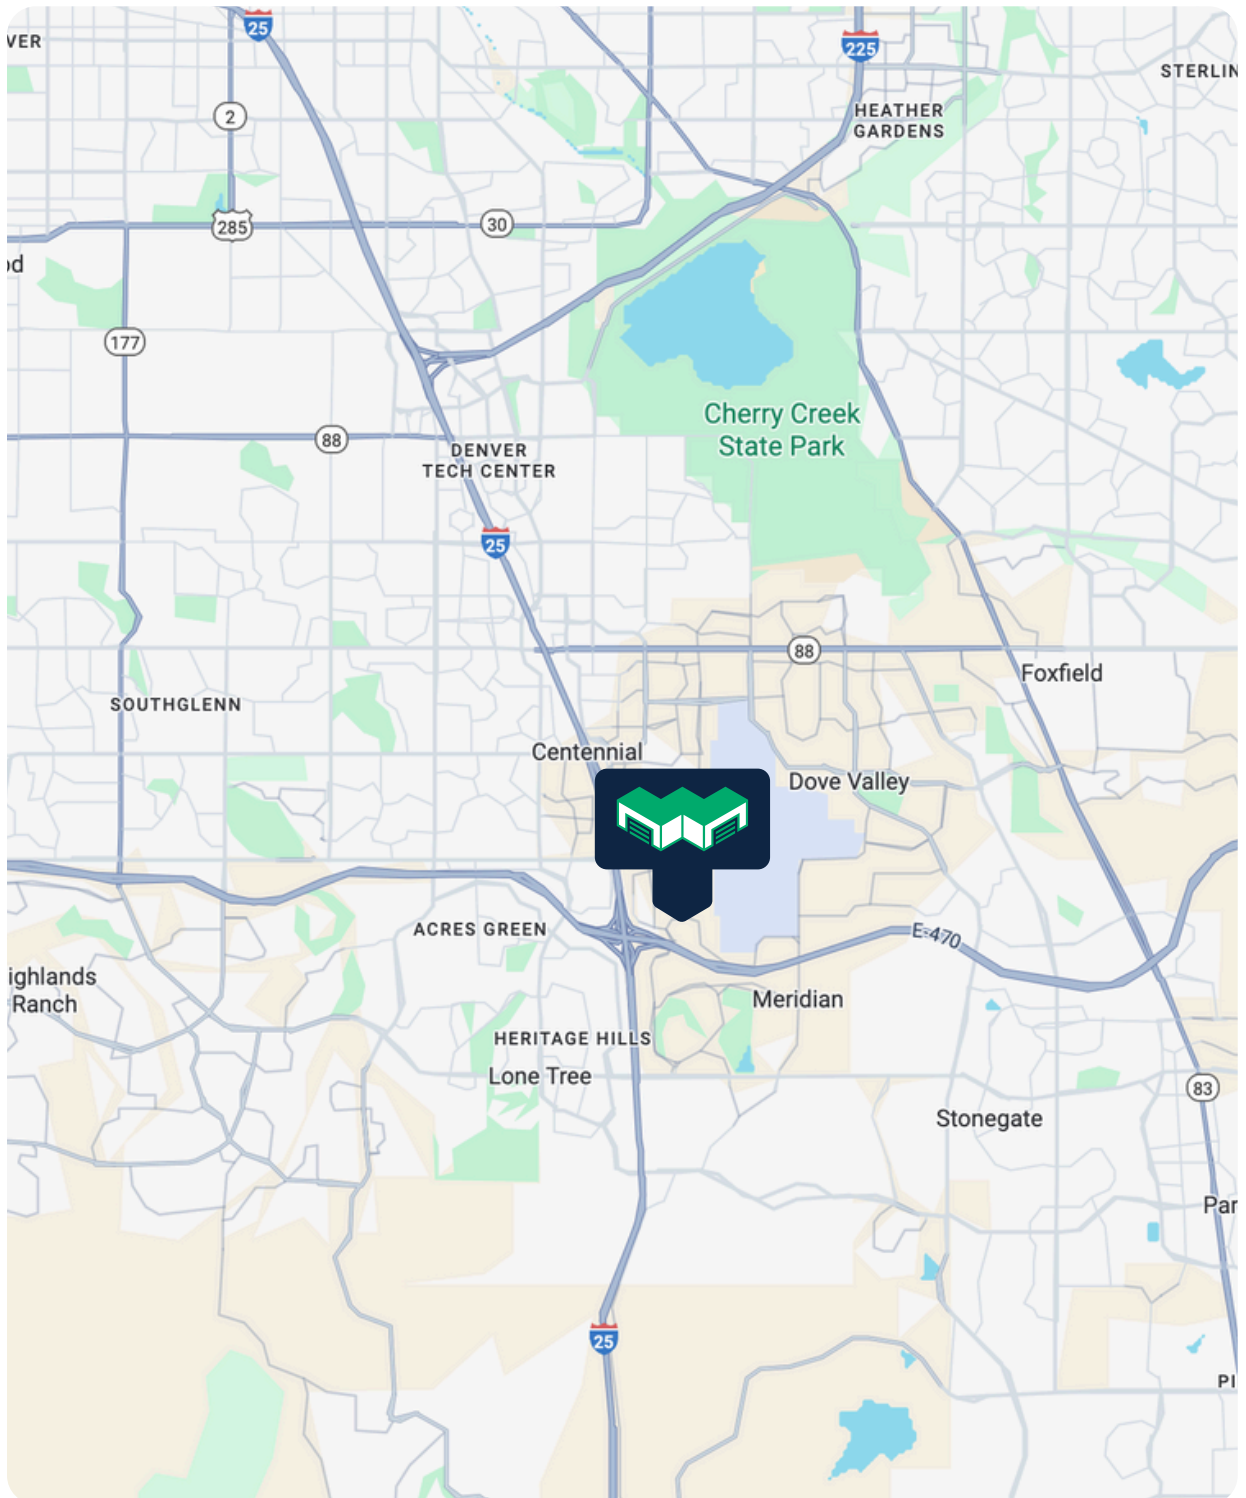 25
VER
225
STERLIN
2
HEATHER
GARDENS
285
30
od
177
Cherry Creek
State Park
88
DENVER
TECH CENTER
25
88
Foxfield
SOUTHGLENN
Centennial
Dove Valley
ACRES GREEN
E-470
ighlands
Ranch
Meridian
HERITAGE HILLS
Lone Tree
83
Stonegate
Par
25
PI